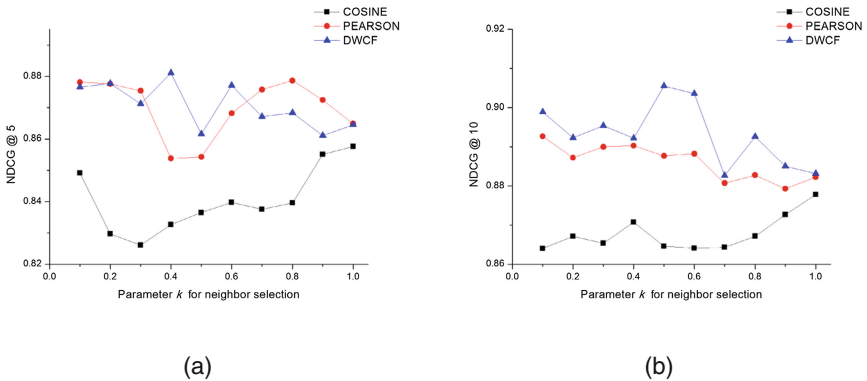 COSINE
PEARSON
DWCF
0.88
0.86
0.84
0.82
NDCG @ 5
0.0 0.2 0.4 0.6 0.8 1.0
Parameter k for neighbor selection
(a)
COSINE
PEARSON
DWCF
0.92
0.90
0.88
0.86
NDCG @ 10
0.0 0.2 0.4 0.6 0.8 1.0
Parameter k for neighbor selection
(b)